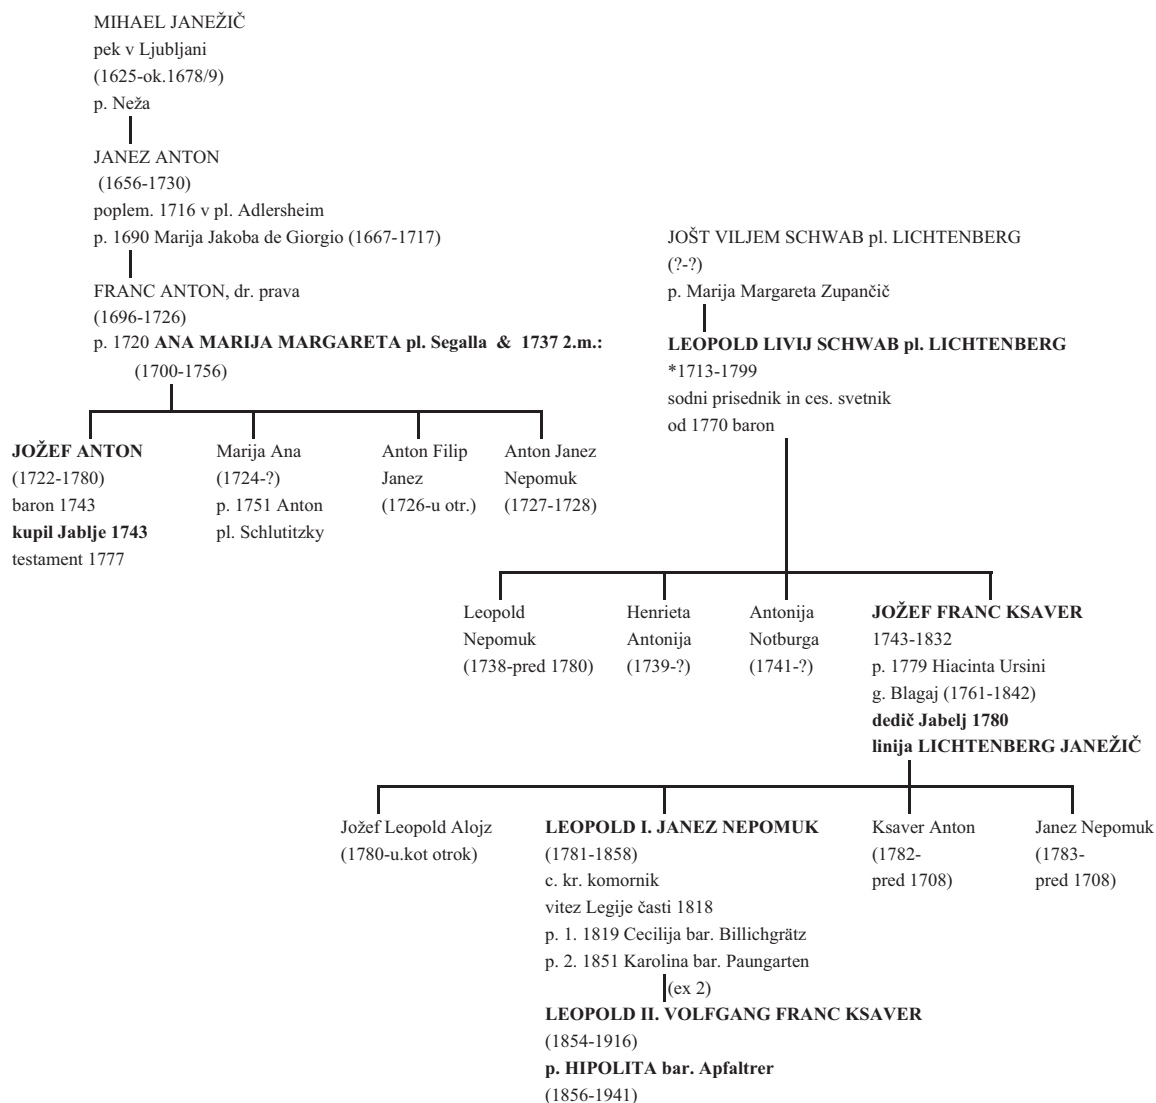 MIHAEL JANEŽIČ
pek v Ljubljani
(1625-ok.1678/9)
p. Neža
JANEZ ANTON
(1656-1730)
poplem. 1716 v pl. Adlersheim
p. 1690 Marija Jakoba de Giorgio (1667-1717)
FRANC ANTON, dr. prava
(1696-1726)
p. 1720 ANA MARIJA MARGARETA pl. Segalla & 1737 2.m.:
(1700-1756)
JOŠT VILJEM SCHWAB pl. LICHTENBERG
(?-?)
p. Marija Margareta Zupančič
LEOPOLD LIVIJ SCHWAB pl. LICHTENBERG
*1713-1799
sodni prisednik in ces. svetnik
od 1770 baron
JOŽEF ANTON
(1722-1780)
baron 1743
kupil Jablje 1743
testament 1777
Marija Ana
(1724-?)
p. 1751 Anton
pl. Schlutitzky
Anton Filip
Janez
(1726-u otr.)
Anton Janez
Nepomuk
(1727-1728)
Leopold
Nepomuk
(1738-pred 1780)
Henrieta
Antonija
(1739-?)
Antonija
Notburga
(1741-?)
JOŽEF FRANC KSAVER
1743-1832
p. 1779 Hiacinta Ursini
g. Blagaj (1761-1842)
dedič Jabelj 1780
linija LICHTENBERG JANEŽIČ
Jožef Leopold Alojz
(1780-u.kot otrok)
LEOPOLD I. JANEZ NEPOMUK
(1781-1858)
c. kr. komornik
vitez Legije časti 1818
p. 1. 1819 Cecilija bar. Billichgrätz
p. 2. 1851 Karolina bar. Paungarten
(ex 2)
LEOPOLD II. VOLFGANG FRANC KSAVER
(1854-1916)
p. HIPOLITA bar. Apfaltrer
(1856-1941)
Ksaver Anton
(1782-
pred 1708)
Janez Nepomuk
(1783-
pred 1708)